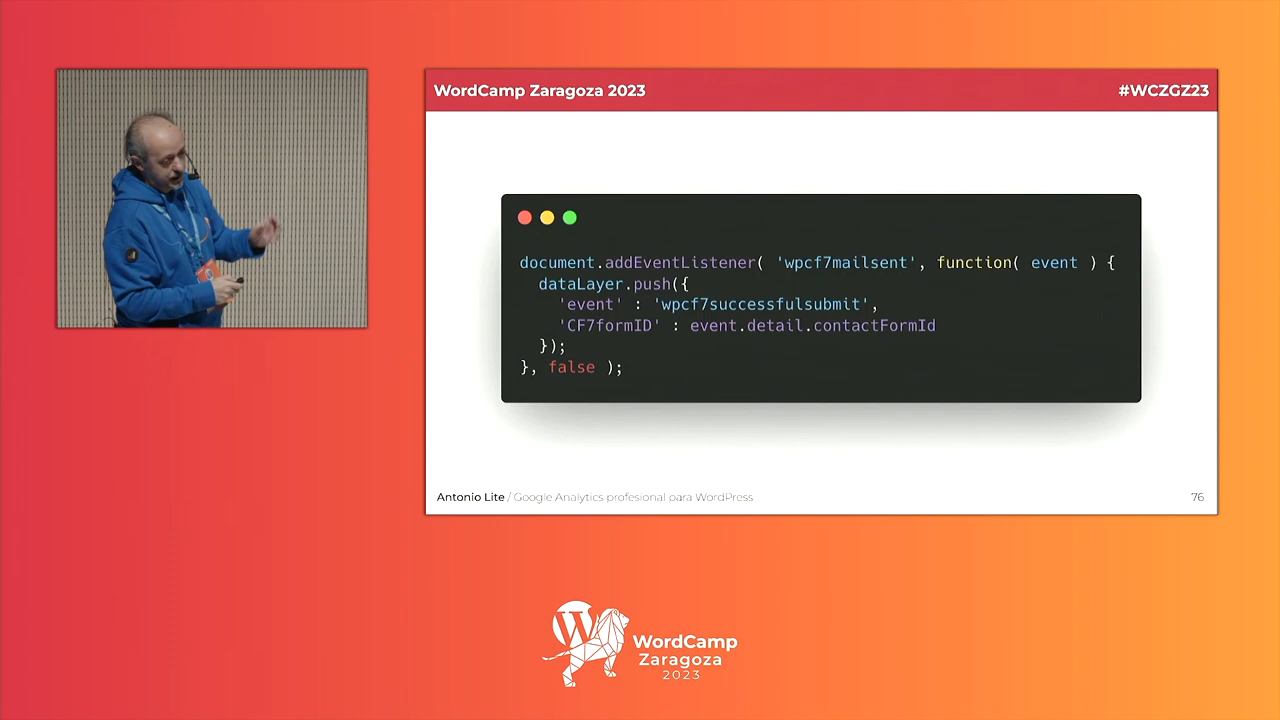 WordCamp Zaragoza 2023
#WCZGZ23
document.addEventListener( 'wpcf7mailsent', function( event ) {
  dataLayer.push({
    'event' : 'wpcf7successfulsubmit',
    'CF7formID' : event.detail.contactFormId
  });
}, false );
Antonio Lite / Google Analytics profesional para WordPress
76
WordCamp
Zaragoza
2023